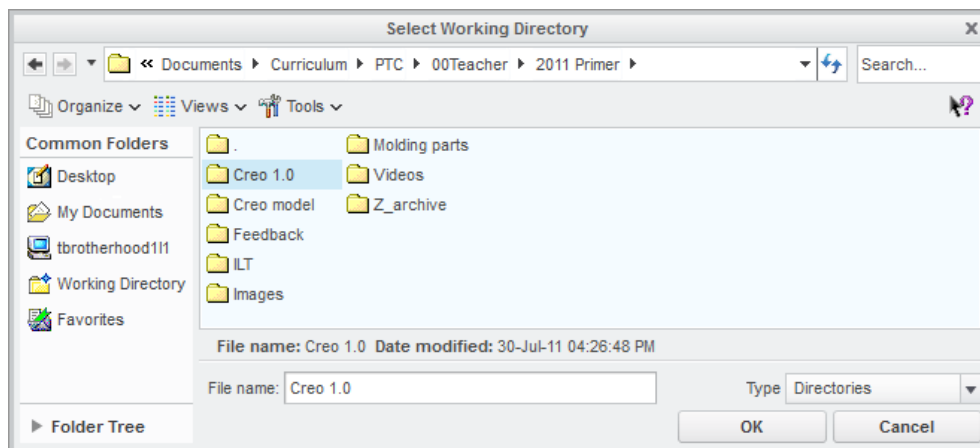 Select Working Directory
« Documents Curriculum PTC 00Teacher 2011 Primer
Search...
Organize Views Tools
Common Folders
Desktop
My Documents
tbrotherhood1l1
Working Directory
Favorites
Folder Tree
.
Creo 1.0
Creo model
Feedback
ILT
Images
Molding parts
Videos
Z_archive
File name: Creo 1.0 Date modified: 30-Jul-11 04:26:48 PM
File name: Creo 1.0
Type Directories
OK Cancel